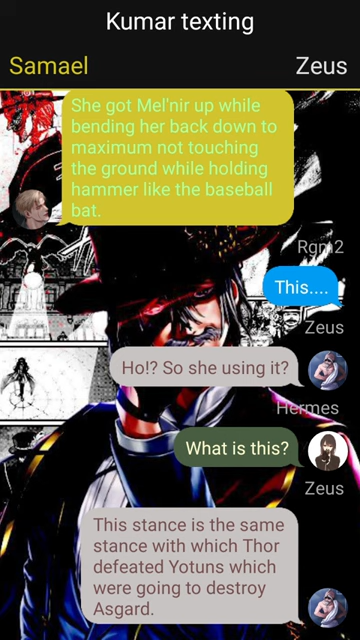 Kumar texting
Samael
Zeus
She got Mel'nir up while
bending her back down to
maximum not touching
the ground while holding
hammer like the baseball
bat.
Rgm2
This....
Zeus
Ho!? So she using it?
Hermes
What is this?
Zeus
This stance is the same
stance with which Thor
defeated Yotuns which
were going to destroy
Asgard.